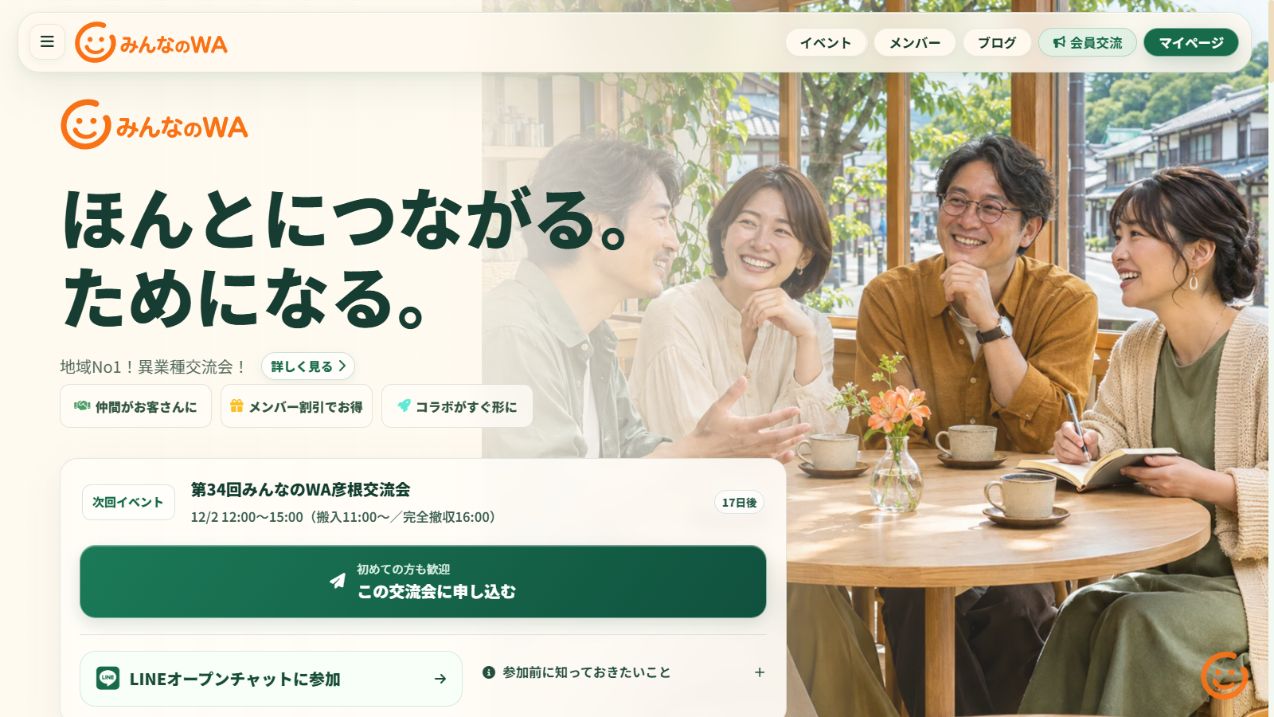 みんなのWA
イベント
メンバー
ブログ
会員交流
マイページ
みんなのWA
ほんとにつながる。
ためになる。
地域No1！異業種交流会！
詳しく見る
仲間がお客さんに
メンバー割引でお得
コラボがすぐ形に
次回イベント
第34回みんなのWA彦根交流会
12/2 12:00〜15:00（搬入11:00〜／完全撤収16:00）
17日後
初めての方も歓迎
この交流会に申し込む
LINEオープンチャットに参加
参加前に知っておきたいこと